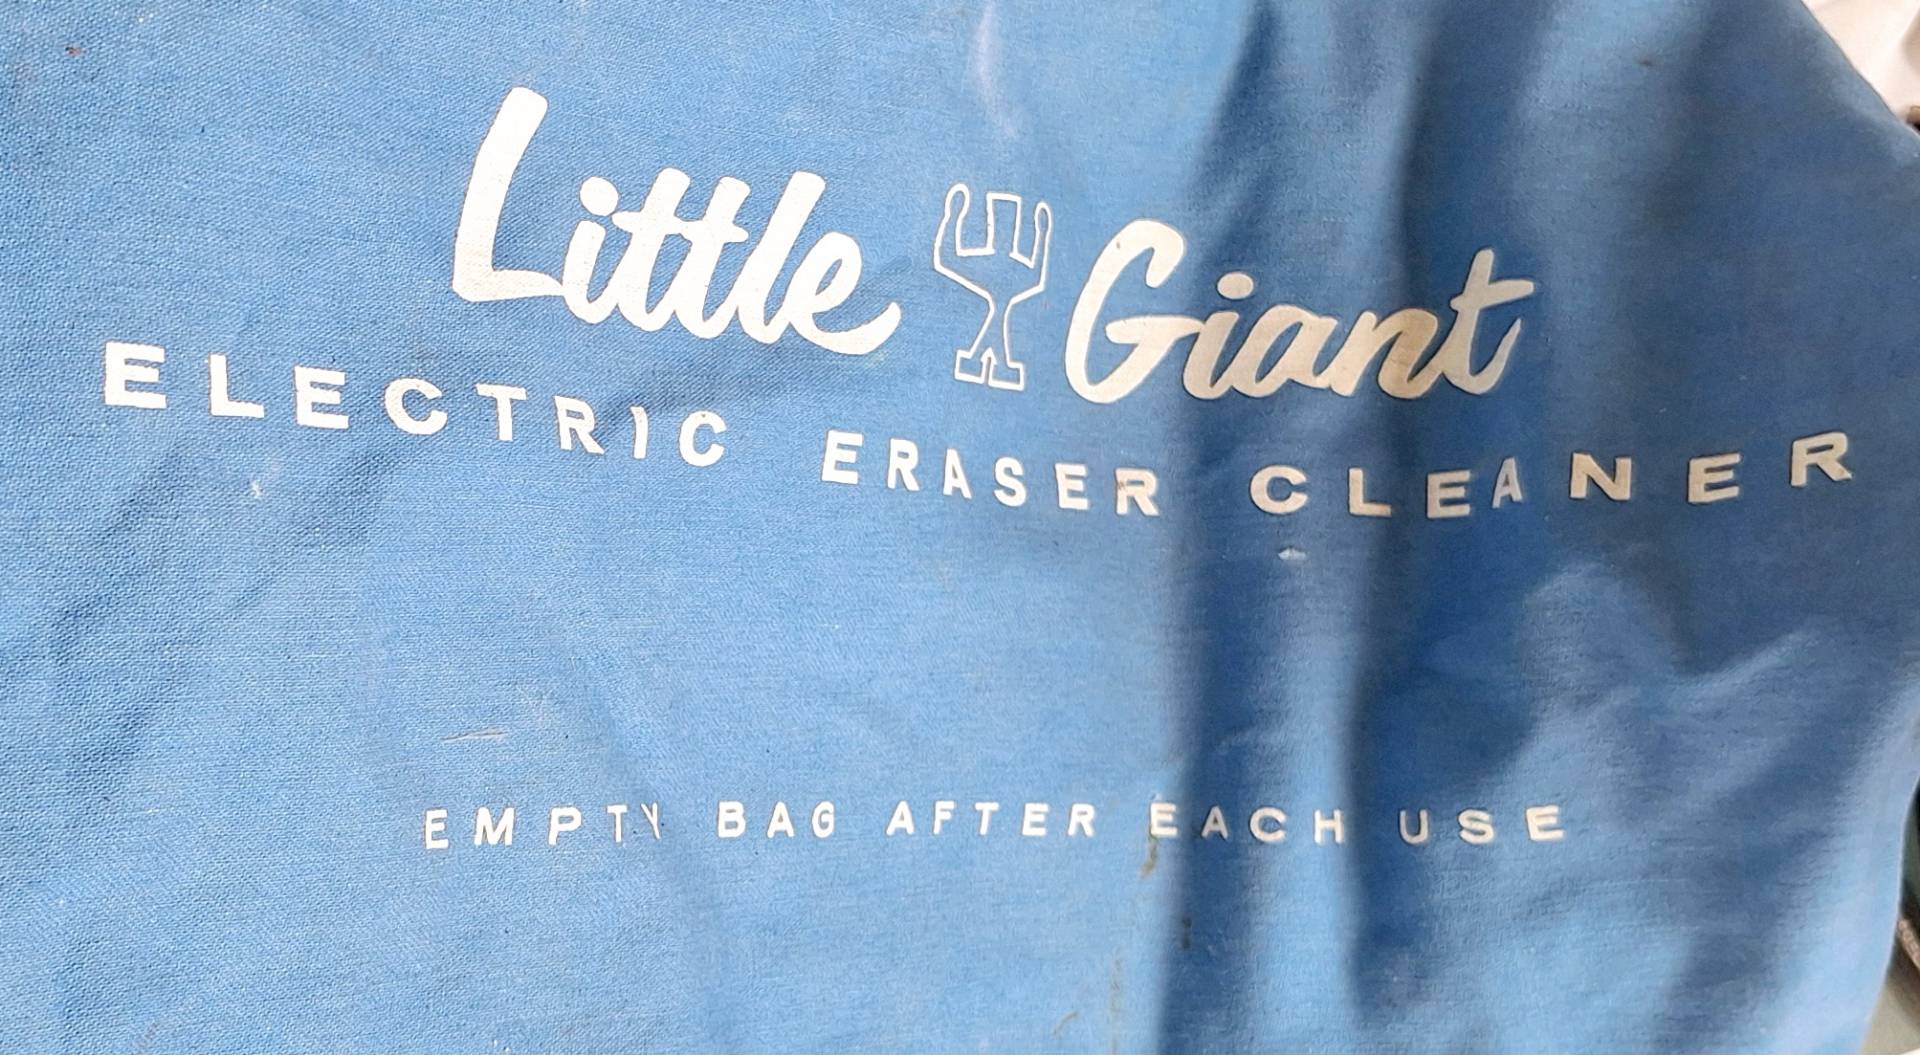 Little Giant
ELECTRIC ERASER CLEANER
EMPTY BAG AFTER EACH USE